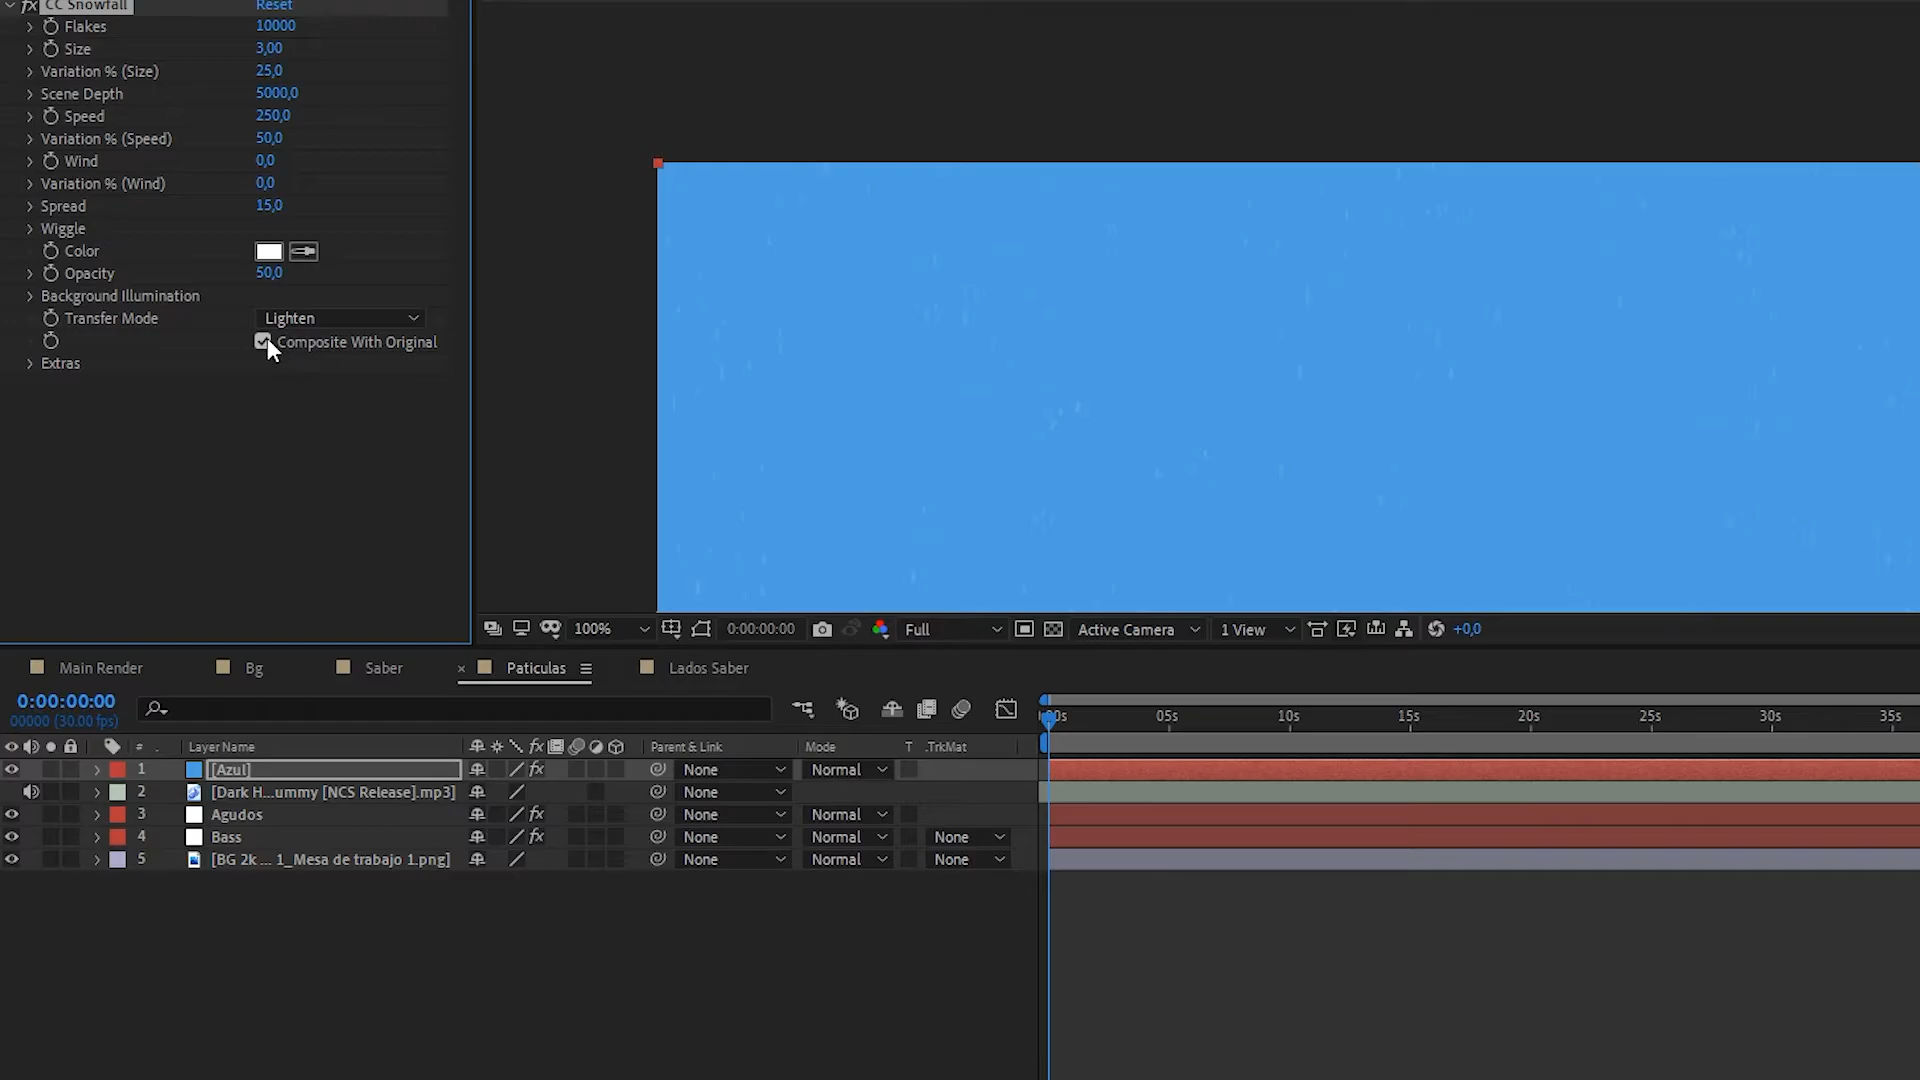 fx CC Snowfall Reset
Flakes 10000
Size 3,00
Variation % (Size) 25,0
Scene Depth 5000,0
Speed 250,0
Variation % (Speed) 50,0
Wind 0,0
Variation % (Wind) 0,0
Spread 15,0
Wiggle
Color
Opacity 50,0
Background Illumination
Transfer Mode Lighten
Composite With Original
Extras
100% 0:00:00:00 Full Active Camera 1 View +0,0
Main Render Bg Saber × Paticulas Lados Saber
0:00:00:00
00000 (30.00 fps)
:00s 05s 10s 15s 20s 25s 30s 35s
# . Layer Name fx Parent & Link Mode T .TrkMat
1 [Azul] fx None Normal
2 [Dark H...ummy [NCS Release].mp3] None
3 Agudos fx None Normal
4 Bass fx None Normal None
5 [BG 2k ... 1_Mesa de trabajo 1.png] None Normal None